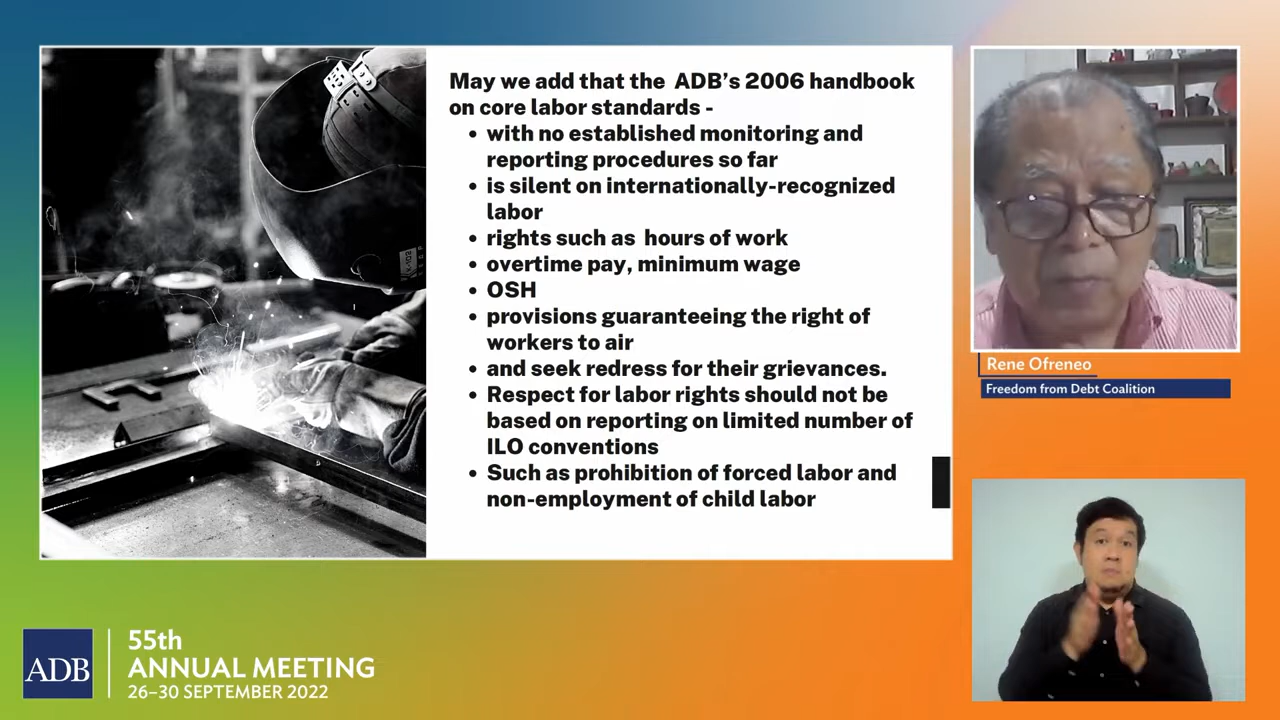 May we add that the ADB's 2006 handbook
on core labor standards -
• with no established monitoring and
reporting procedures so far
• is silent on internationally-recognized
labor
• rights such as hours of work
• overtime pay, minimum wage
• OSH
• provisions guaranteeing the right of
workers to air
• and seek redress for their grievances.
• Respect for labor rights should not be
based on reporting on limited number of
ILO conventions
• Such as prohibition of forced labor and
non-employment of child labor
Rene Ofreneo
Freedom from Debt Coalition
ADB
55th
ANNUAL MEETING
26–30 SEPTEMBER 2022